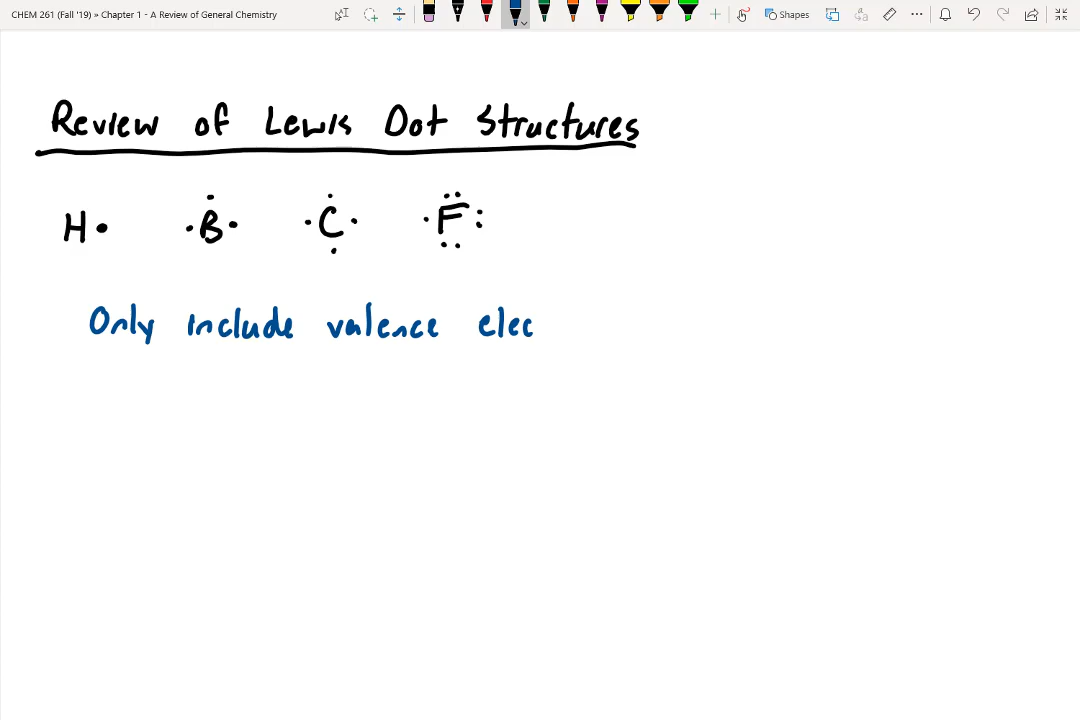 CHEM 261 (Fall '19) » Chapter 1 - A Review of General Chemistry
Shapes
Review of Lewis Dot Structures
H B C F
Only include valence elec